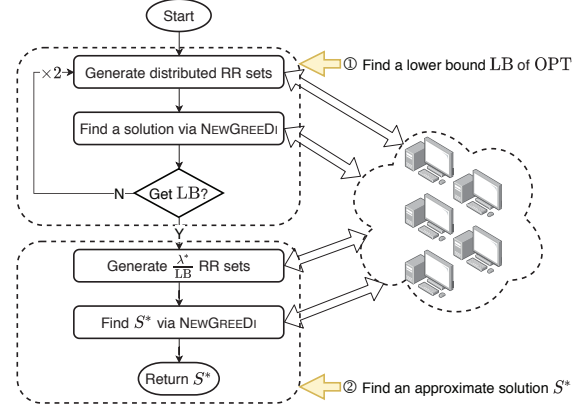 Start
① Find a lower bound LB of OPT
×2
Generate distributed RR sets
Find a solution via NEWGREEDI
N
Get LB?
Y
Generate λ*/LB RR sets
Find S* via NEWGREEDI
Return S*
② Find an approximate solution S*